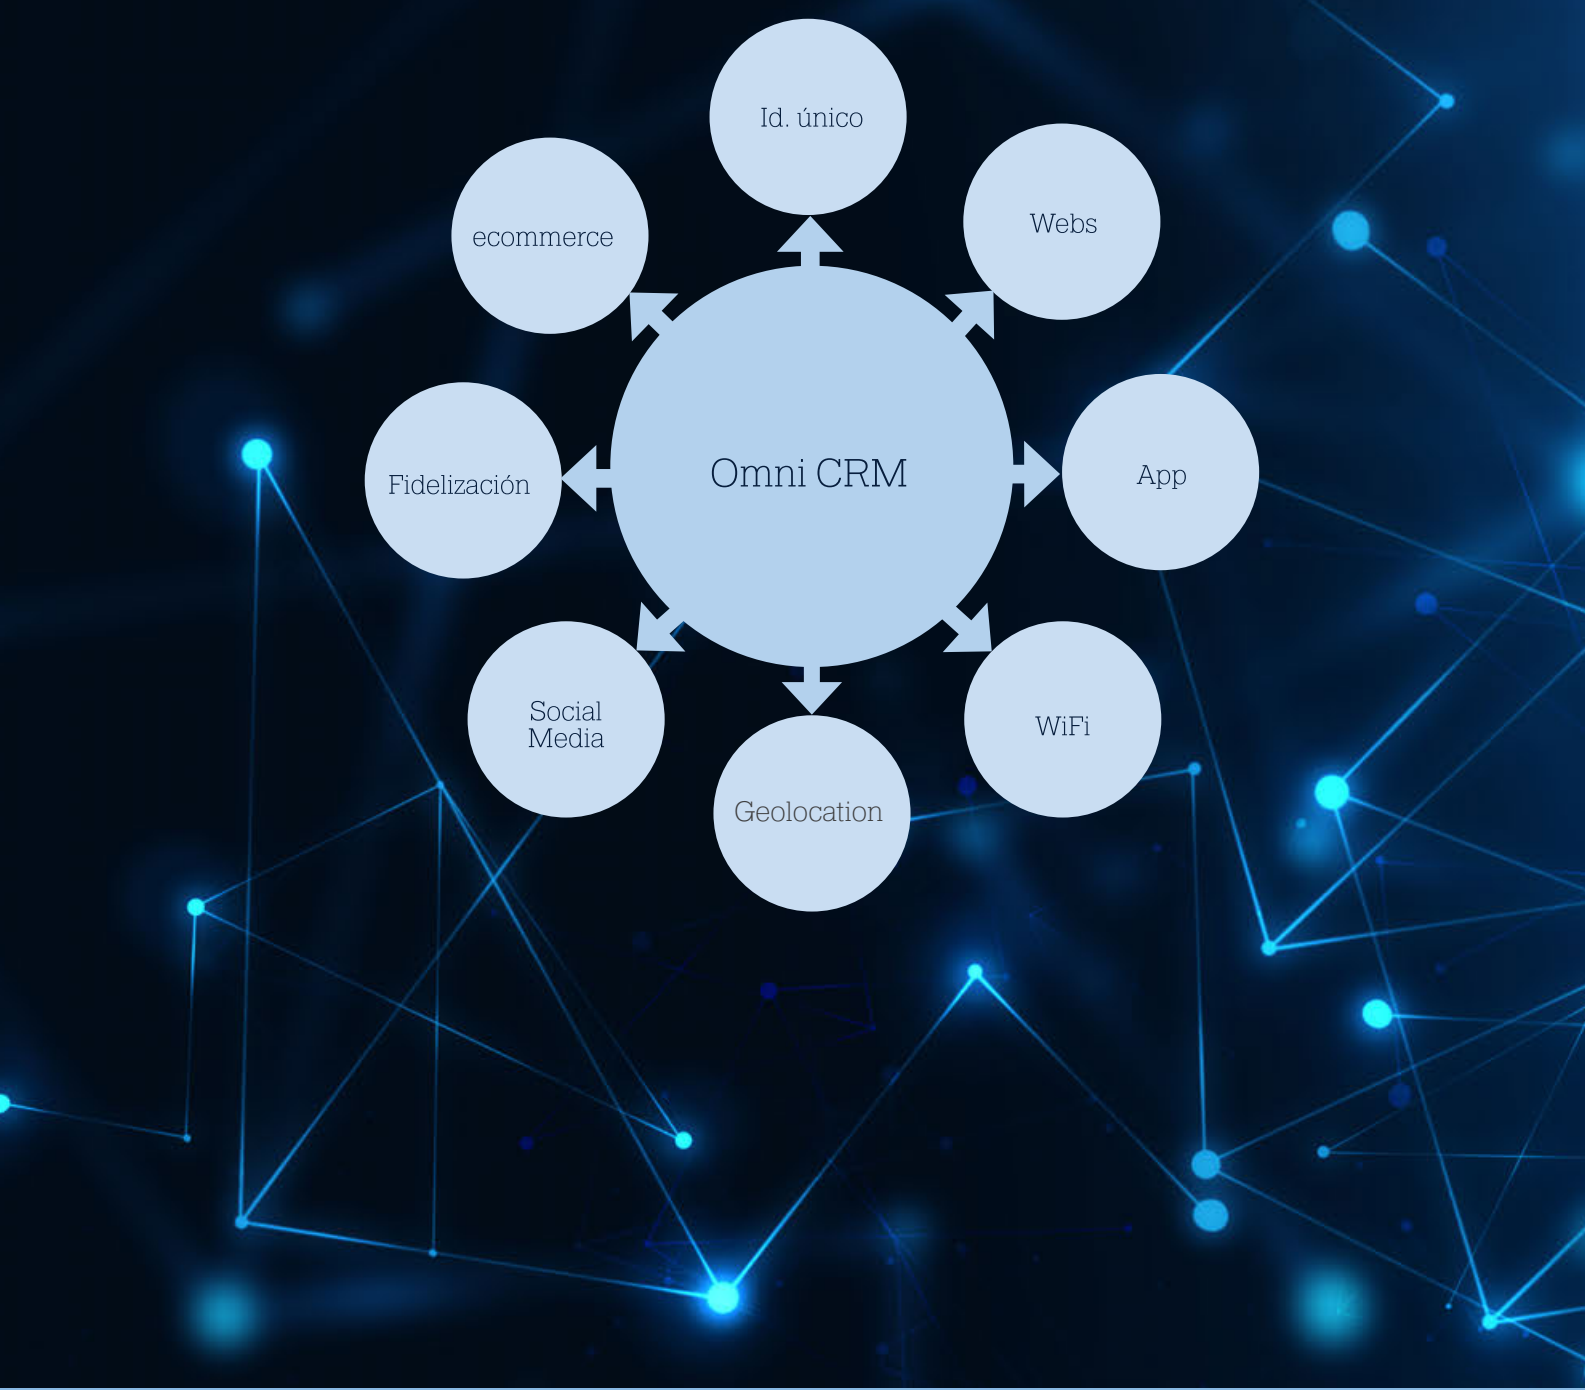 Id. único
Webs
ecommerce
Omni CRM
App
Fidelización
Social
Media
WiFi
Geolocation